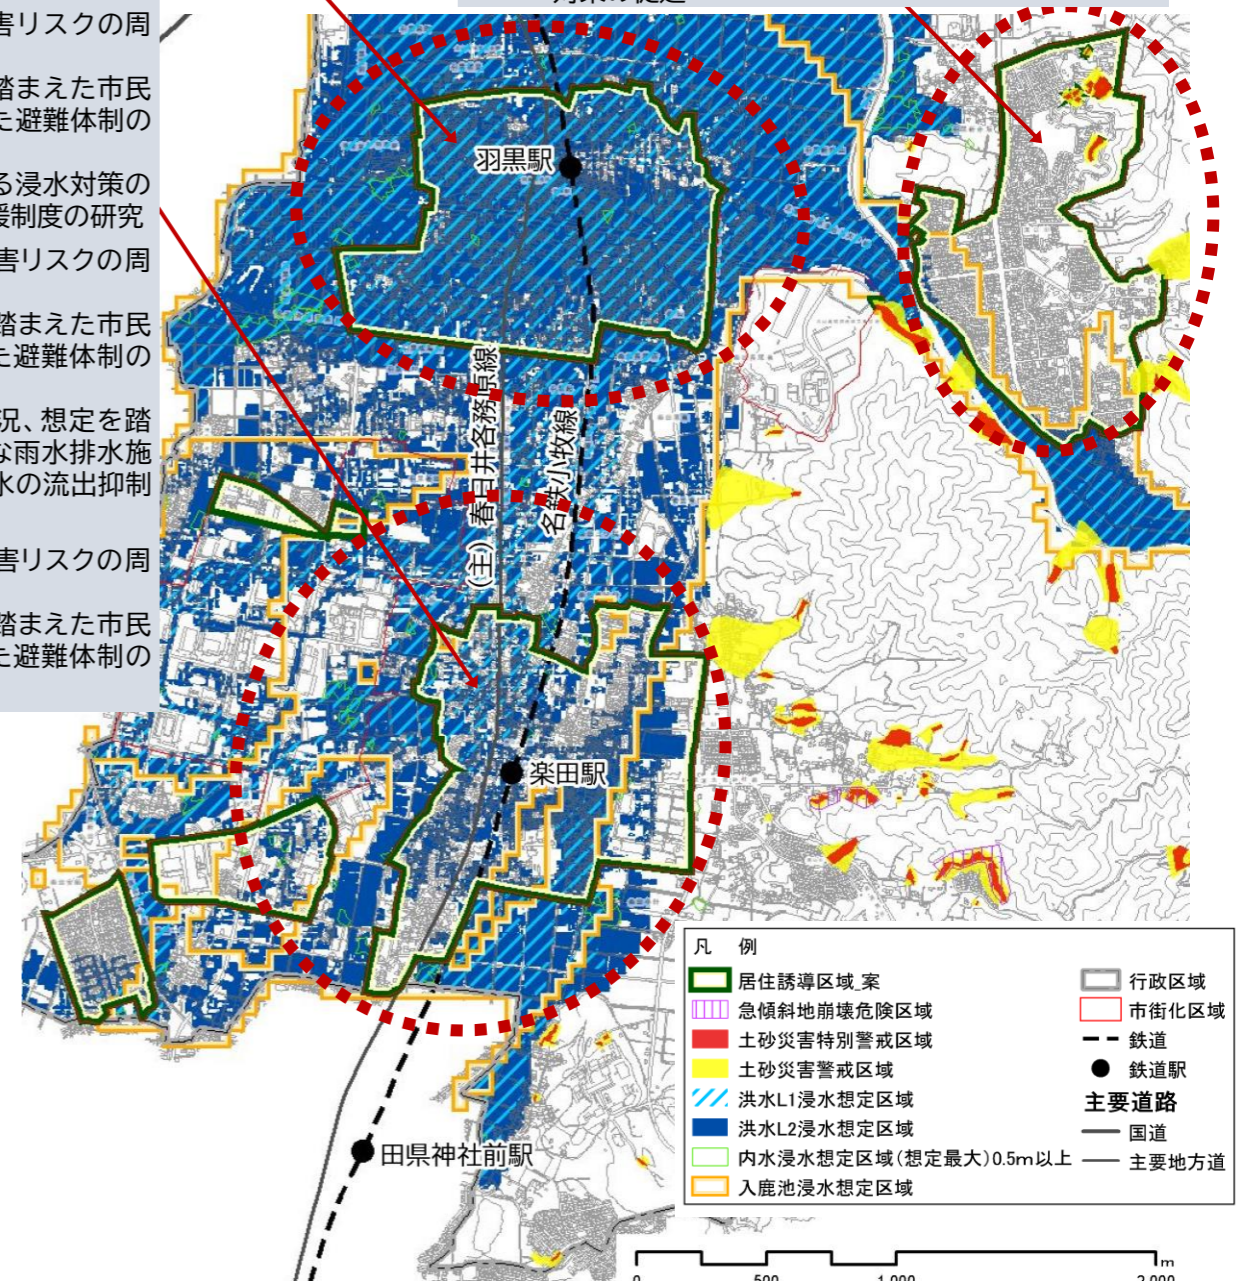 対策の促進
害リスクの周
踏まえた市民
た避難体制の
る浸水対策の
援制度の研究
害リスクの周
踏まえた市民
た避難体制の
況、想定を踏
な雨水排水施
水の流出抑制
害リスクの周
踏まえた市民
た避難体制の
羽黒駅
(主) 春日井各務原線
名鉄小牧線
楽田駅
田県神社前駅
凡 例
居住誘導区域_案
急傾斜地崩壊危険区域
土砂災害特別警戒区域
土砂災害警戒区域
洪水L1浸水想定区域
洪水L2浸水想定区域
内水浸水想定区域(想定最大)0.5m以上
入鹿池浸水想定区域
行政区域
市街化区域
鉄道
鉄道駅
主要道路
国道
主要地方道
0 500 1,000 2,000 m